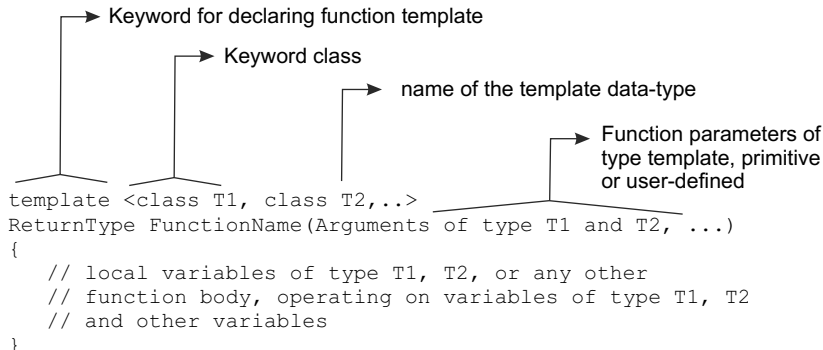 Keyword for declaring function template
Keyword class
name of the template data-type
Function parameters of
type template, primitive
or user-defined
template <class T1, class T2,..>
ReturnType FunctionName(Arguments of type T1 and T2, ...)
{
// local variables of type T1, T2, or any other
// function body, operating on variables of type T1, T2
// and other variables
}